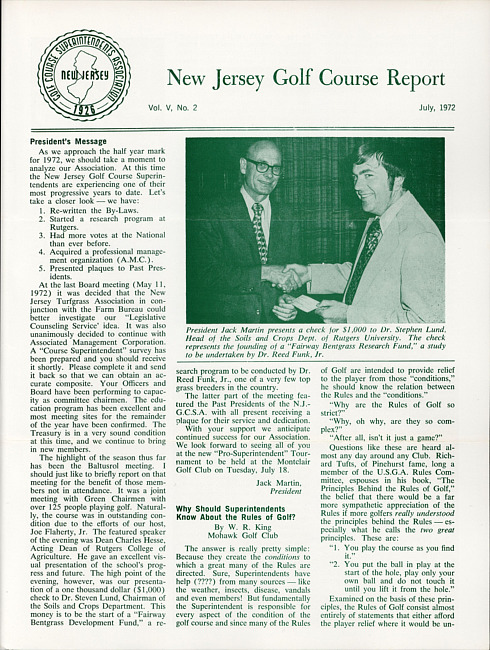 GOLF COURSE SUPERINTENDENTS ASSOCIATION
NEW JERSEY
1926
New Jersey Golf Course Report
Vol. V, No. 2
July, 1972
President's Message
As we approach the half year mark
for 1972, we should take a moment to
analyze our Association. At this time
the New Jersey Golf Course Superin-
tendents are experiencing one of their
most progressive years to date. Let's
take a closer look — we have:
1. Re-written the By-Laws.
2. Started a research program at
Rutgers.
3. Had more votes at the National
than ever before.
4. Acquired a professional manage-
ment organization (A.M.C.).
5. Presented plaques to Past Pres-
idents.
At the last Board meeting (May 11,
1972) it was decided that the New
Jersey Turfgrass Association in con-
junction with the Farm Bureau could
better investigate our "Legislative
Counseling Service' idea. It was also
unanimously decided to continue with
Associated Management Corporation.
A "Course Superintendent" survey has
been prepared and you should receive
it shortly. Please complete it and send
it back so that we can obtain an ac-
curate composite. Your Officers and
Board have been performing to capac-
ity as committee chairmen. The edu-
cation program has been excellent and
most meeting sites for the remainder
of the year have been confirmed. The
Treasury is in a very sound condition
at this time, and we continue to bring
in new members.
The highlight of the season thus far
has been the Baltusrol meeting. I
should just like to briefly report on that
meeting for the benefit of those mem-
bers not in attendance. It was a joint
meeting with Green Chairmen with
over 125 people playing golf. Natural-
ly, the course was in outstanding con-
dition due to the efforts of our host,
Joe Flaherty, Jr. The featured speaker
of the evening was Dean Charles Hesse,
Acting Dean of Rutgers College of
Agriculture. He gave an excellent vis-
ual presentation of the school's prog-
ress and future. The high point of the
evening, however, was our presenta-
tion of a one thousand dollar ($1,000)
check to Dr. Steven Lund, Chairman of
the Soils and Crops Department. This
money is to be the start of a "Fairway
Bentgrass Development Fund," a re-
President Jack Martin presents a check for $1,000 to Dr. Stephen Lund,
Head of the Soils and Crops Dept. of Rutgers University. The check
represents the founding of a "Fairway Bentgrass Research Fund," a study
to be undertaken by Dr. Reed Funk, Jr.
search program to be conducted by Dr.
Reed Funk, Jr., one of a very few top
grass breeders in the country.
The latter part of the meeting fea-
tured the Past Presidents of the N.J.-
G.C.S.A. with all present receiving a
plaque for their service and dedication.
With your support we anticipate
continued success for our Association.
We look forward to seeing all of you
at the new "Pro-Superintendent" Tour-
nament to be held at the Montclair
Golf Club on Tuesday, July 18.
Jack Martin,
President
Why Should Superintendents
Know About the Rules of Golf?
By W. R. King
Mohawk Golf Club
The answer is really pretty simple:
Because they create the conditions to
which a great many of the Rules are
directed. Sure, Superintendents have
help (????) from many sources — like
the weather, insects, disease, vandals
and even members! But fundamentally
the Superintendent is responsible for
every aspect of the condition of the
golf course and since many of the Rules
of Golf are intended to provide relief
to the player from those "conditions,"
he should know the relation between
the Rules and the "conditions."
"Why are the Rules of Golf so
strict?"
"Why, oh why, are they so com-
plex?"
"After all, isn't it just a game?"
Questions like these are heard al-
most any day around any Club. Rich-
ard Tufts, of Pinehurst fame, long a
member of the U.S.G.A. Rules Com-
mittee, espouses in his book, "The
Principles Behind the Rules of Golf,"
the belief that there would be a far
more sympathetic appreciation of the
Rules if more golfers really understood
the principles behind the Rules — es-
pecially what he calls the two great
principles. These are:
"1. You play the course as you find
it."
"2. You put the ball in play at the
start of the hole, play only your
own ball and do not touch it
until you lift it from the hole."
Examined on the basis of these prin-
ciples, the Rules of Golf consist almost
entirely of statements that either afford
the player relief where it would be un-